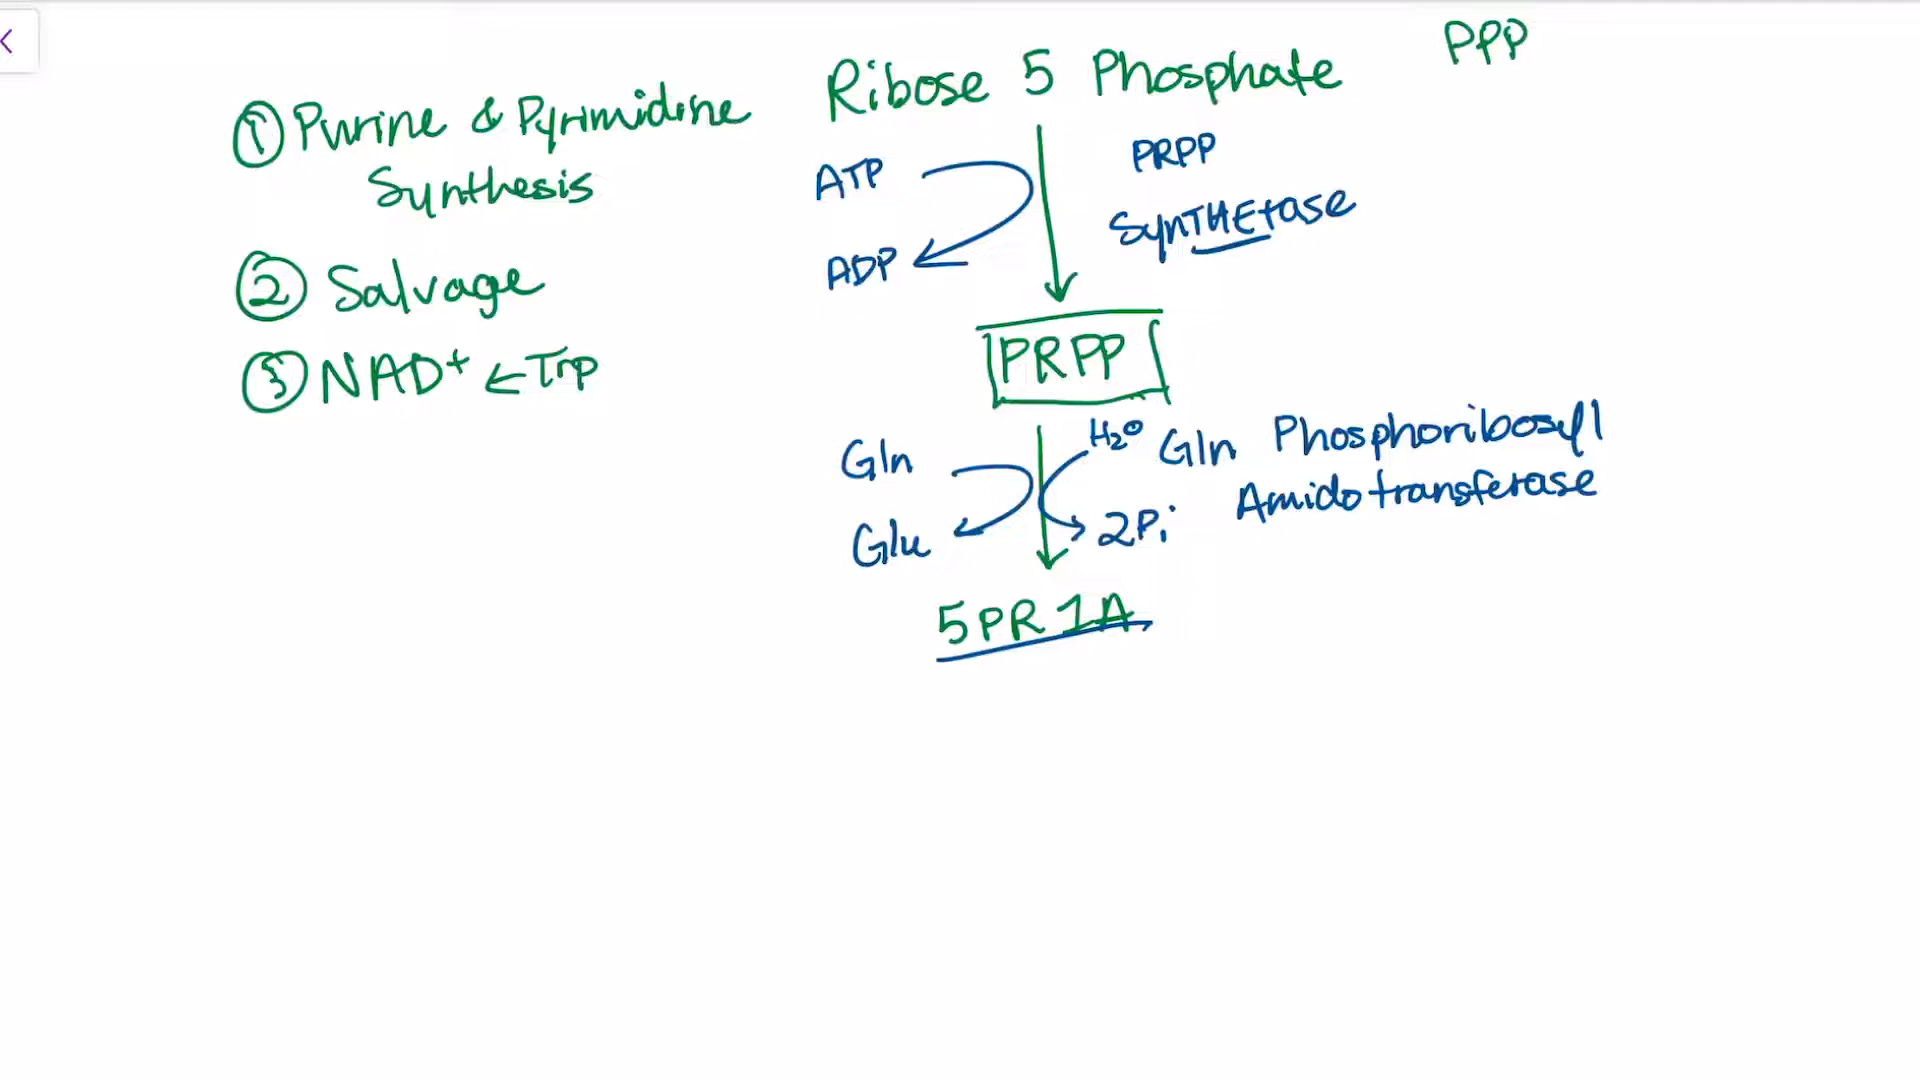 PPP
Ribose 5 Phosphate
① Purine & Pyrimidine
Synthesis
② Salvage
③ NAD+ ← Trp
ATP
ADP
PRPP
SynTHEtase
PRPP
Gln
Glu
H2O
2Pi
Gln Phosphoribosyl
Amidotransferase
5PR1A